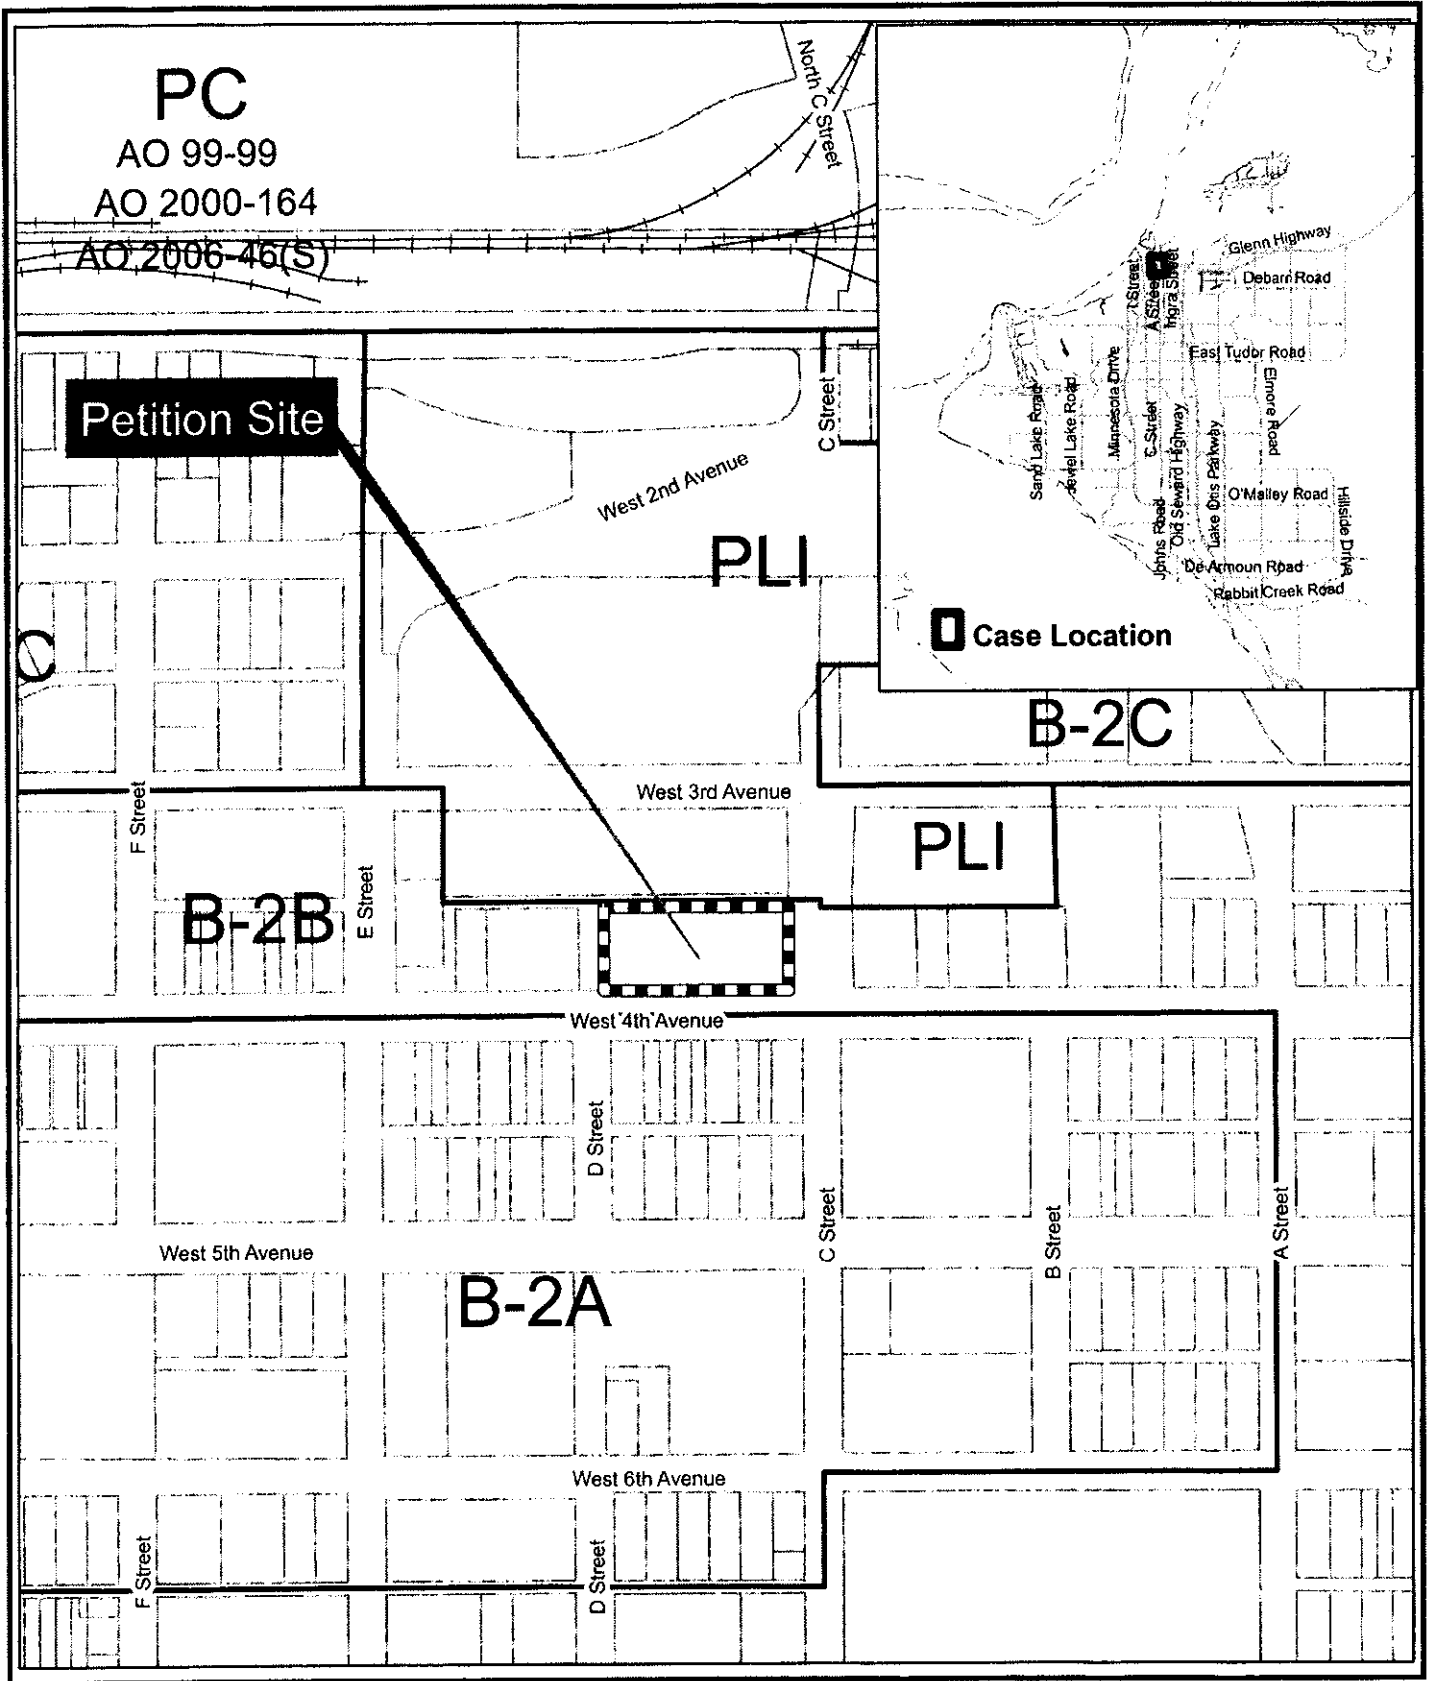 PC
AO 99-99
AO 2000-164
AO 2006-46(S)
North C Street
Glenn Highway
Debarr Road
I Street
A Street
Ingra Street
East Tudor Road
Elmore Road
Sand Lake Road
Jewel Lake Road
Minnesota Drive
C Street
Old Seward Highway
Lake Otis Parkway
O'Malley Road
Hillside Drive
Johns Road
De Armoun Road
Rabbit Creek Road
Case Location
Petition Site
C Street
West 2nd Avenue
PLI
C
B-2C
F Street
West 3rd Avenue
PLI
B-2B
E Street
West 4th Avenue
D Street
C Street
B Street
A Street
West 5th Avenue
B-2A
West 6th Avenue
F Street
D Street